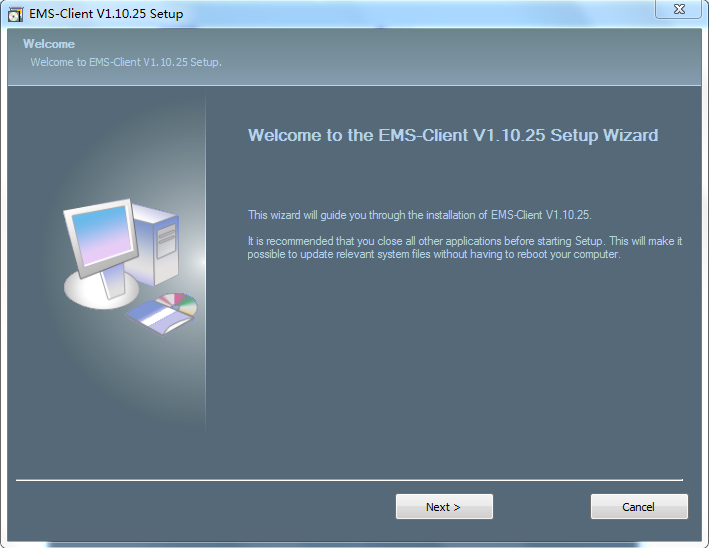 EMS-Client V1.10.25 Setup
Welcome
Welcome to EMS-Client V1.10.25 Setup.
Welcome to the EMS-Client V1.10.25 Setup Wizard
This wizard will guide you through the installation of EMS-Client V1.10.25.
It is recommended that you close all other applications before starting Setup. This will make it
possible to update relevant system files without having to reboot your computer.
Next >
Cancel